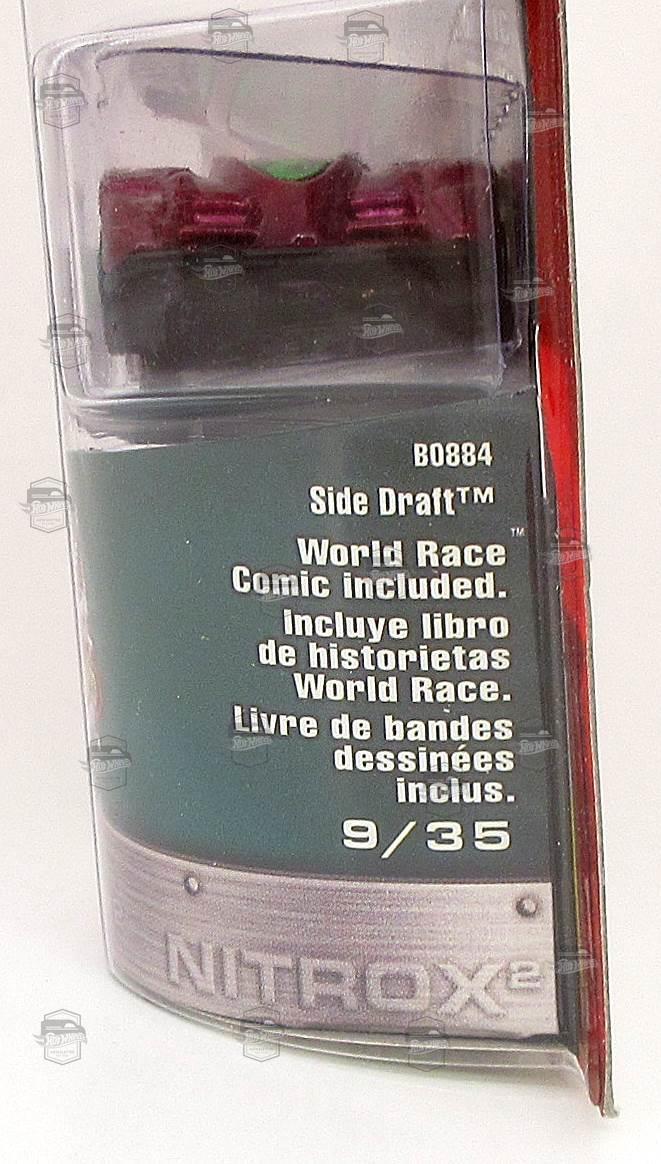 B0884
Side Draft™
World Race™
Comic included.
Incluye libro
de historietas
World Race.
Livre de bandes
dessinées
inclus.
9/35
NITROX²